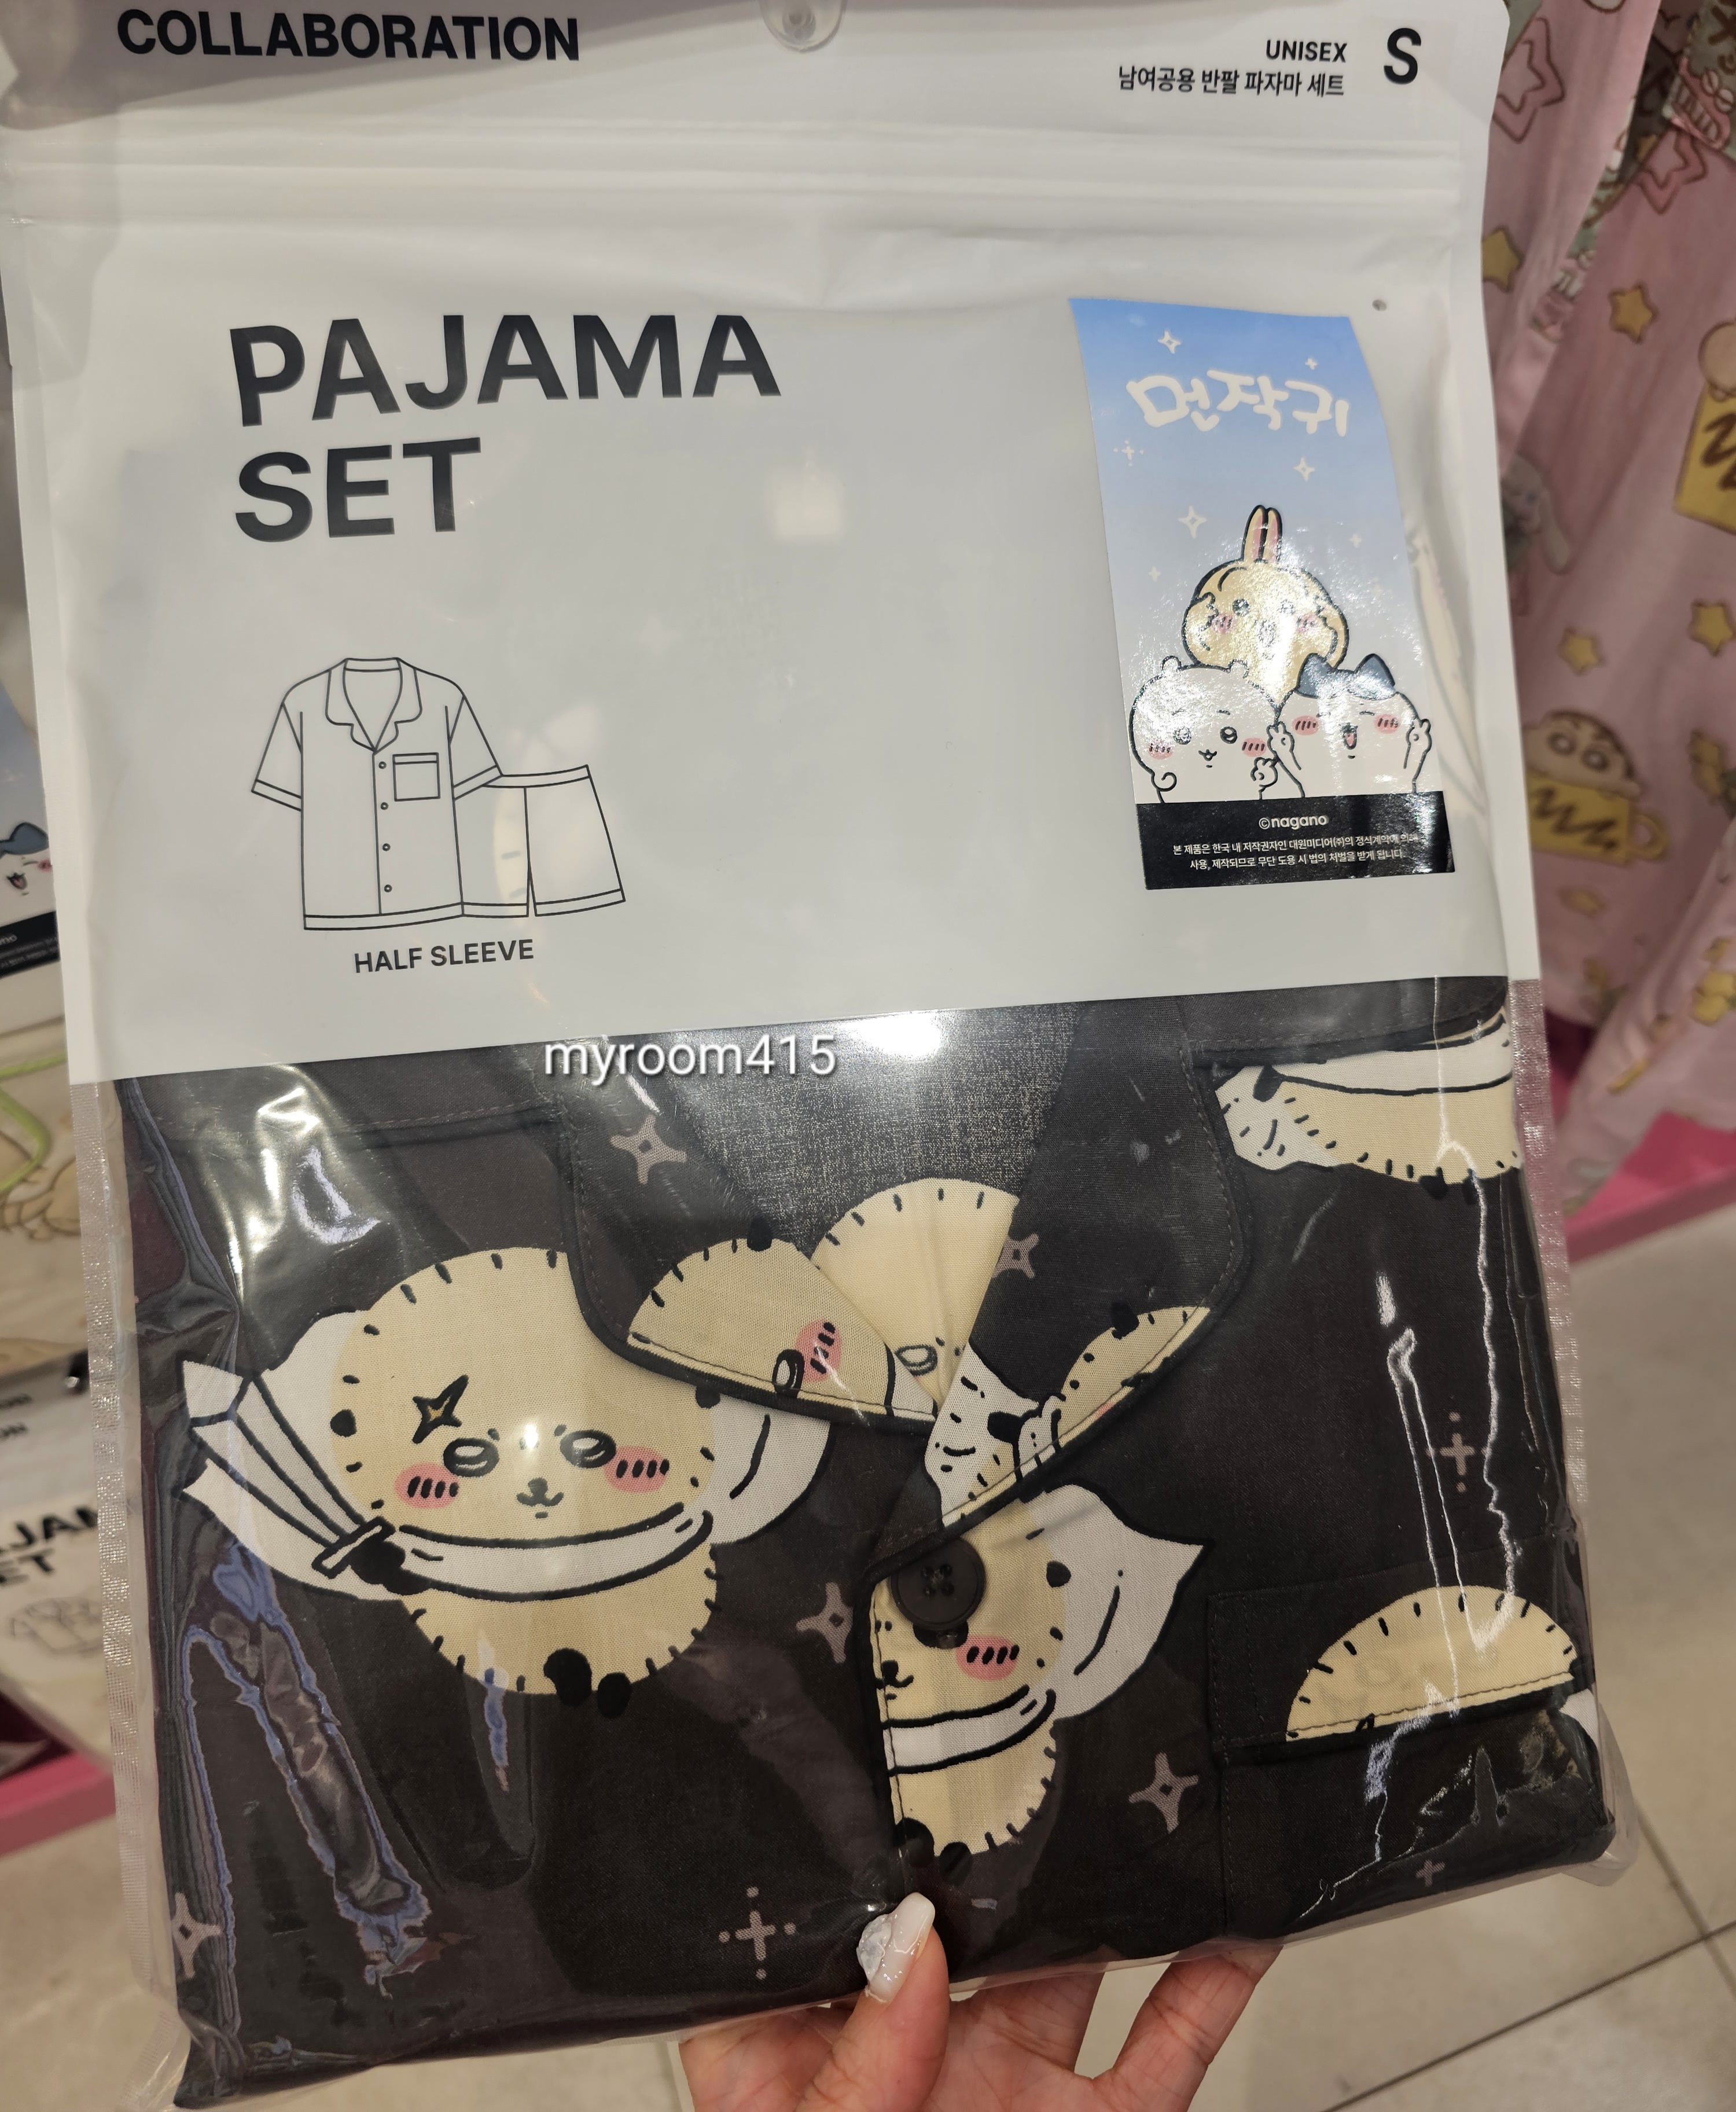 COLLABORATION
UNISEX
S
남여공용 반팔 파자마 세트
PAJAMA
SET
먼작귀
©nagano
본 제품은 한국 내 저작권자인 대원미디어(주)의 정식계약에 의해
사용, 제작되므로 무단 도용 시 법의 처벌을 받게 됩니다.
HALF SLEEVE
myroom415